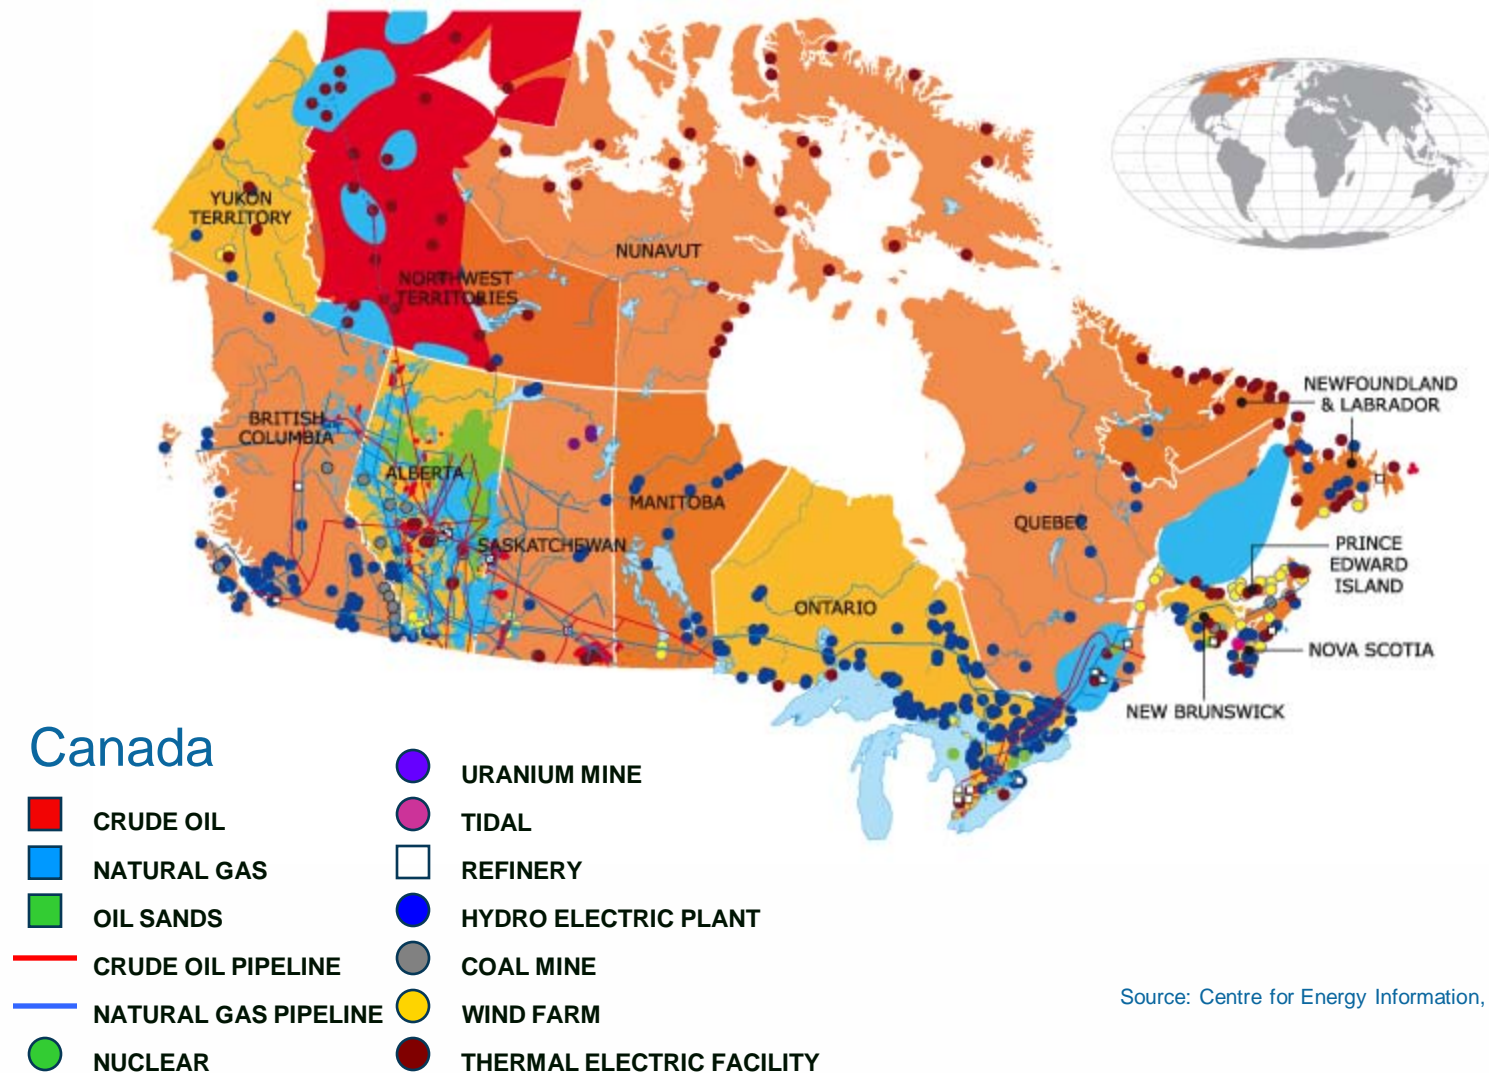 YUKON
TERRITORY
NORTHWEST
TERRITORIES
NUNAVUT
BRITISH
COLUMBIA
ALBERTA
SASKATCHEWAN
MANITOBA
ONTARIO
QUEBEC
NEWFOUNDLAND
& LABRADOR
PRINCE
EDWARD
ISLAND
NOVA SCOTIA
NEW BRUNSWICK
Canada
CRUDE OIL
NATURAL GAS
OIL SANDS
CRUDE OIL PIPELINE
NATURAL GAS PIPELINE
NUCLEAR
URANIUM MINE
TIDAL
REFINERY
HYDRO ELECTRIC PLANT
COAL MINE
WIND FARM
THERMAL ELECTRIC FACILITY
Source: Centre for Energy Information,